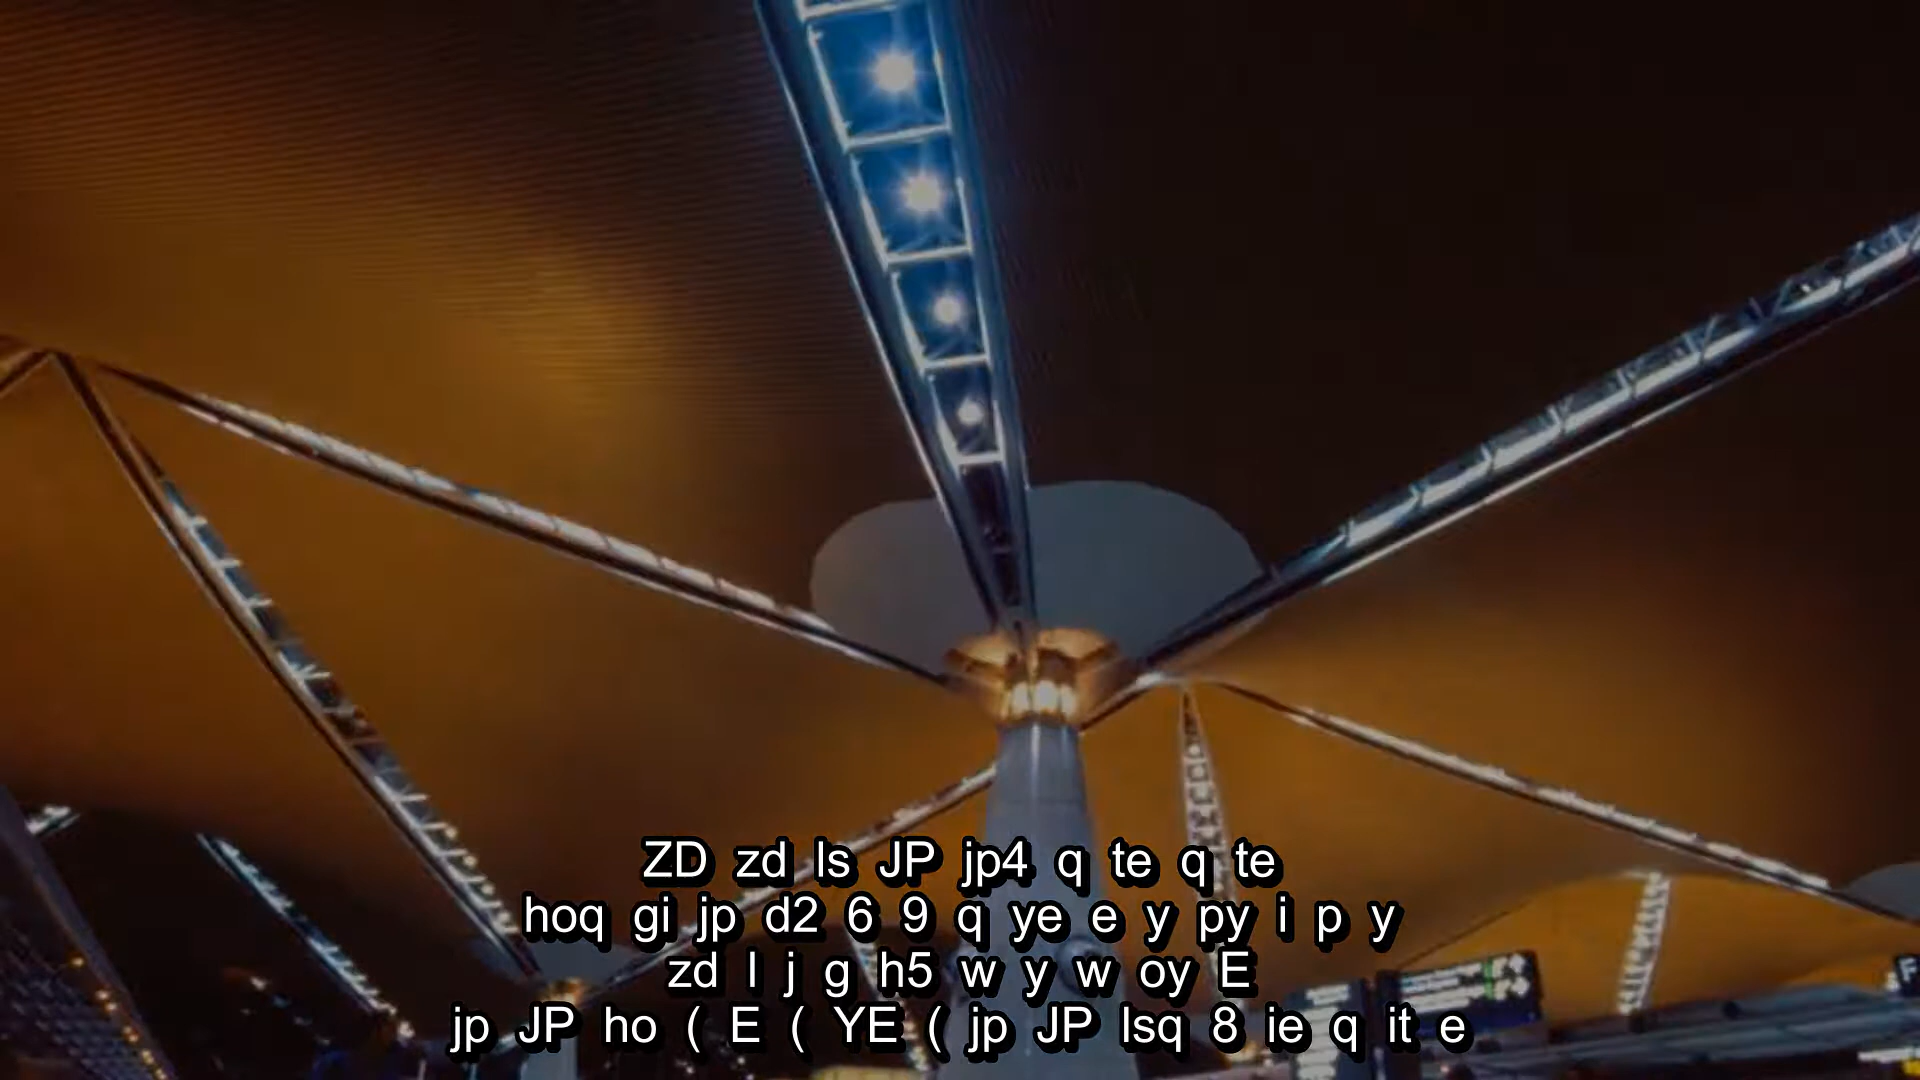 ZD zd ls JP jp4 q te q te
hoq gi jp d2 6 9 q ye e y py i p y
zd l j g h5 w y w oy E
jp JP ho ( E ( YE ( jp JP lsq 8 ie q it e
F